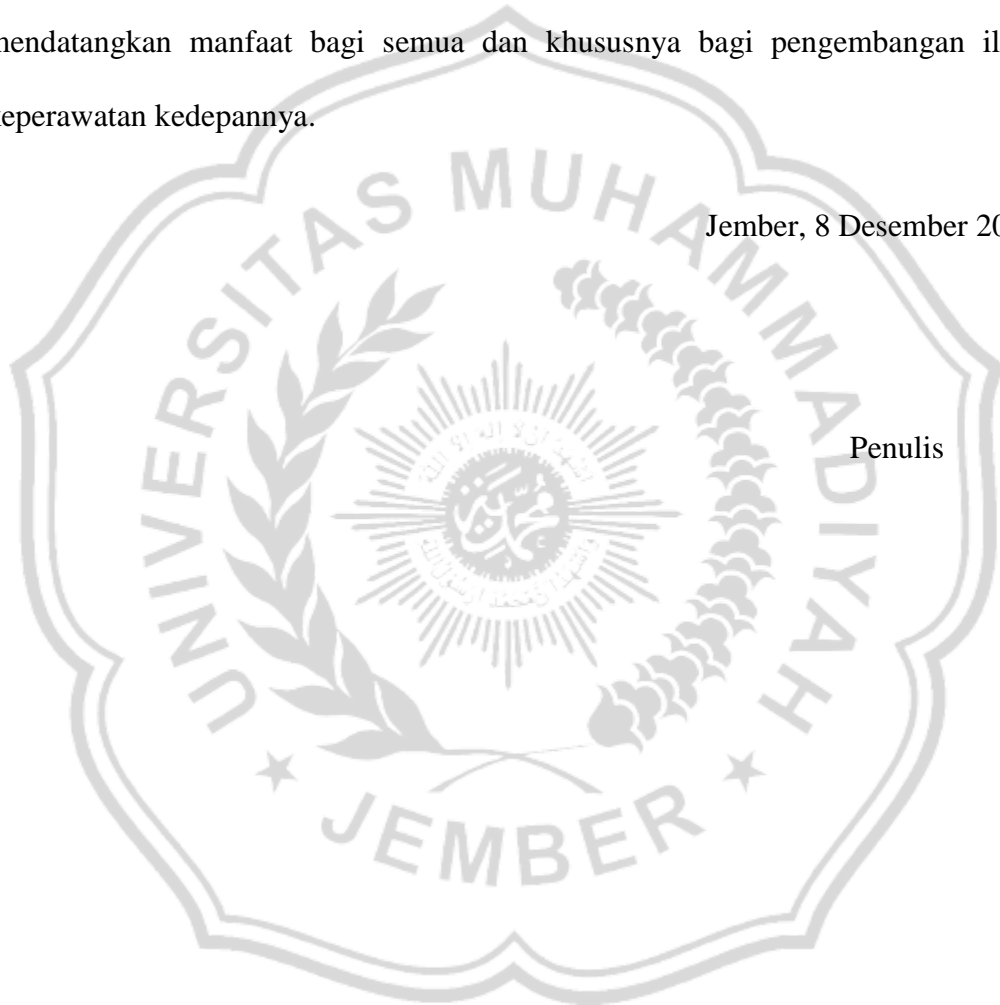 mendatangkan manfaat bagi semua dan khususnya bagi pengembangan il
keperawatan kedepannya.
Jember, 8 Desember 20
Penulis
UNIVERSITAS MUHAMMADIYAH
JEMBER